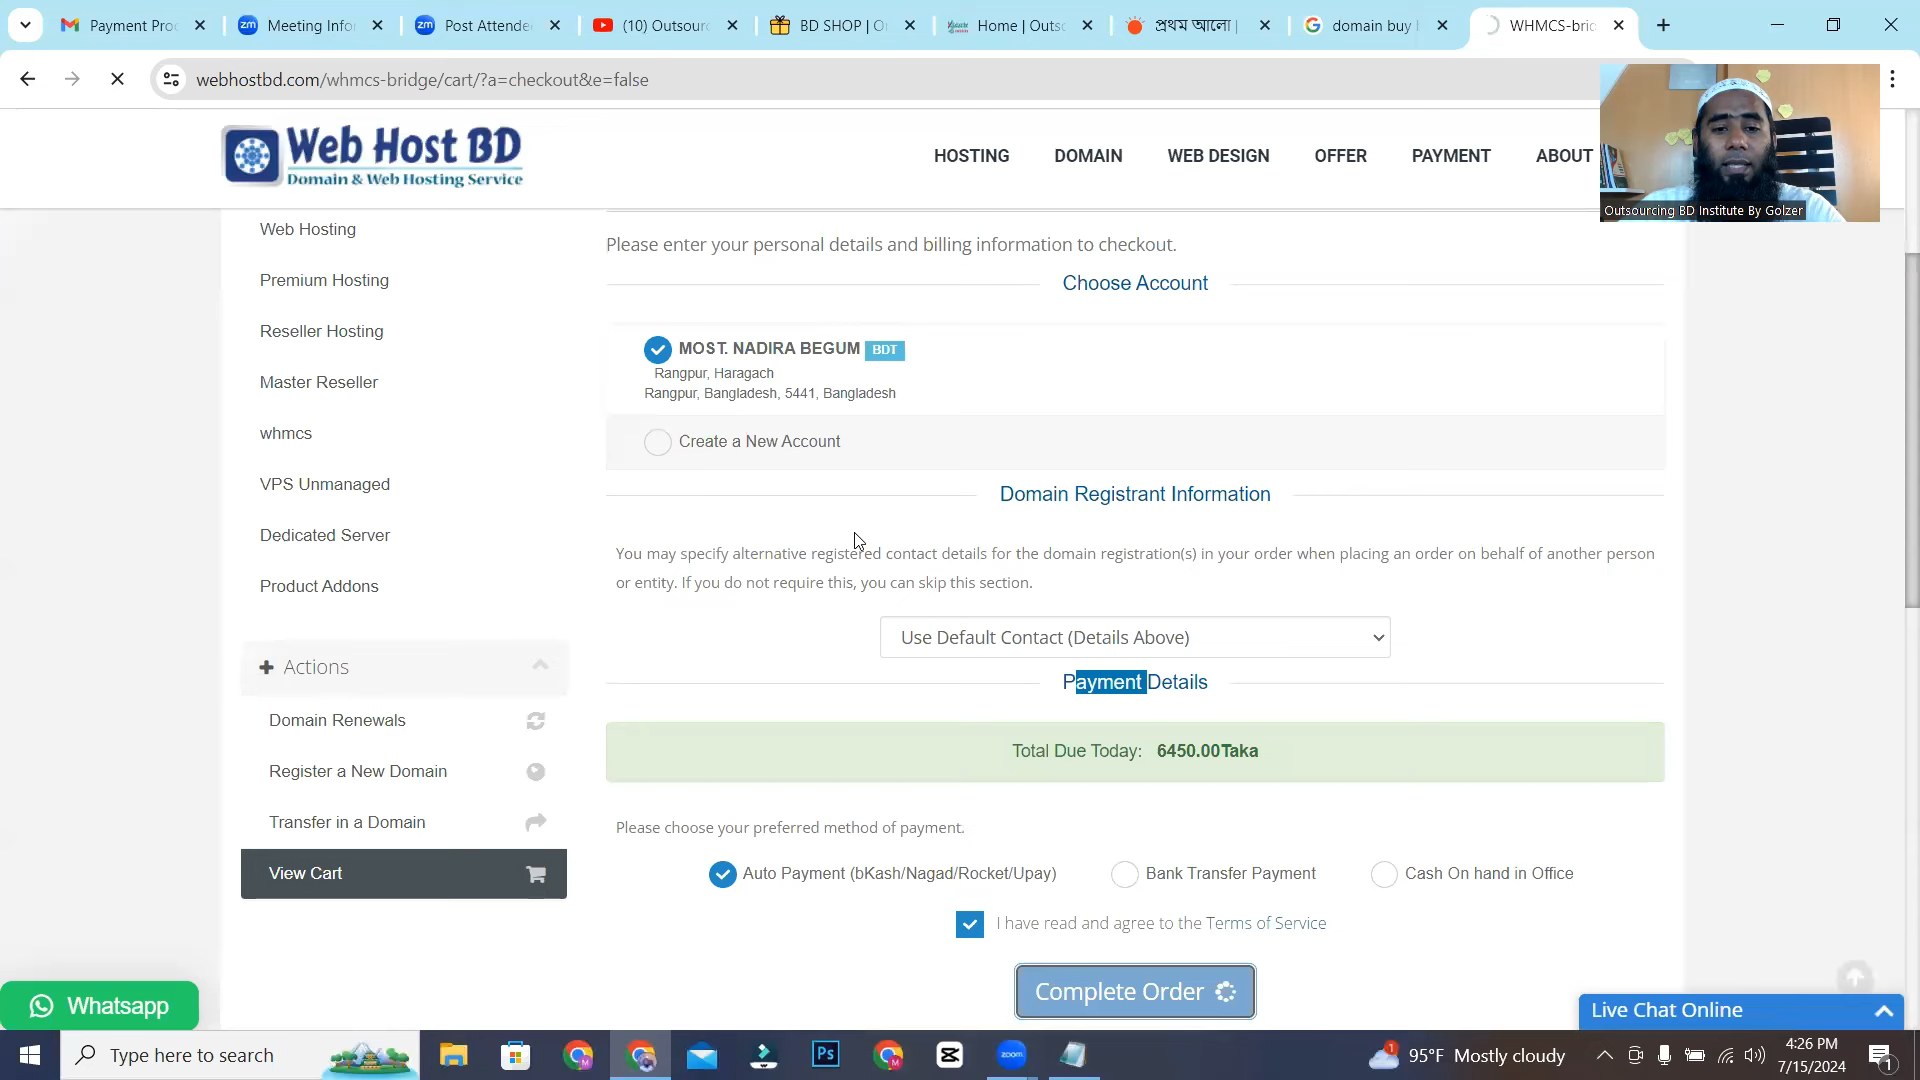 Payment Pro
Meeting Info
Post Attende
(10) Outsour
BD SHOP | O
Home | Outs
প্রথম আলো |
domain buy
WHMCS-bri
webhostbd.com/whmcs-bridge/cart/?a=checkout&e=false
Web Host BD
Domain & Web Hosting Service
HOSTING
DOMAIN
WEB DESIGN
OFFER
PAYMENT
ABOUT
Outsourcing BD Institute By Golzer
Web Hosting
Premium Hosting
Reseller Hosting
Master Reseller
whmcs
VPS Unmanaged
Dedicated Server
Product Addons
Actions
Domain Renewals
Register a New Domain
Transfer in a Domain
View Cart
Please enter your personal details and billing information to checkout.
Choose Account
MOST. NADIRA BEGUM BDT
Rangpur, Haragach
Rangpur, Bangladesh, 5441, Bangladesh
Create a New Account
Domain Registrant Information
You may specify alternative registered contact details for the domain registration(s) in your order when placing an order on behalf of another person
or entity. If you do not require this, you can skip this section.
Use Default Contact (Details Above)
Payment Details
Total Due Today: 6450.00Taka
Please choose your preferred method of payment.
Auto Payment (bKash/Nagad/Rocket/Upay)
Bank Transfer Payment
Cash On hand in Office
I have read and agree to the Terms of Service
Complete Order
Whatsapp
Live Chat Online
Type here to search
Ps
zoom
1
95°F Mostly cloudy
4:26 PM
7/15/2024
1